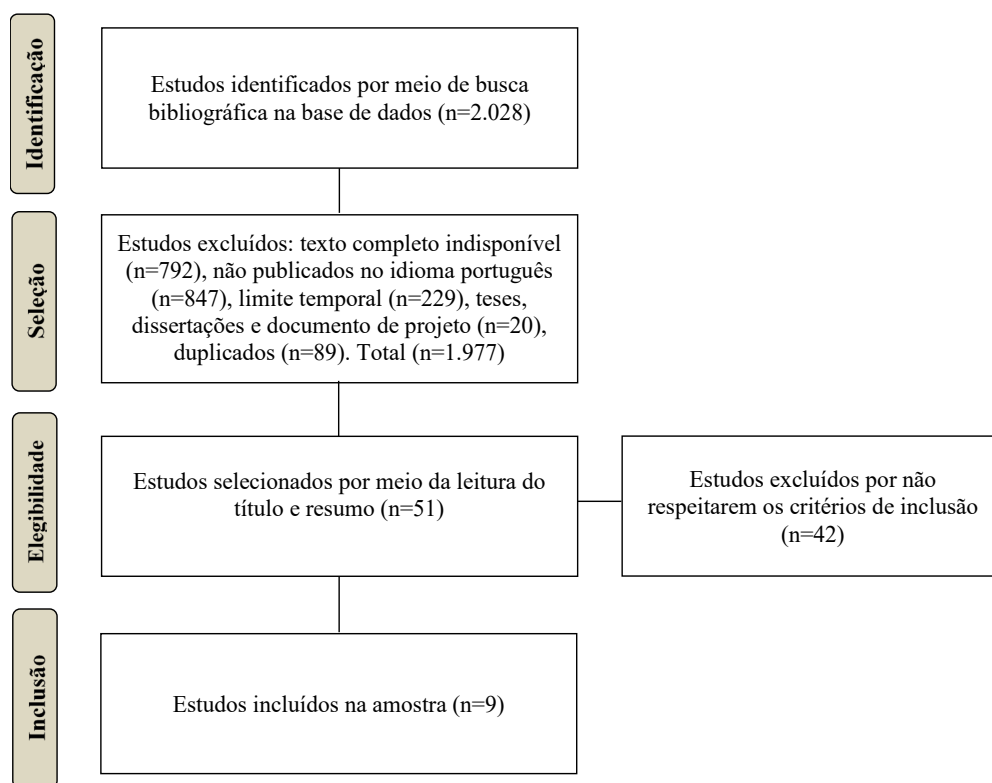 Identificação
Estudos identificados por meio de busca
bibliográfica na base de dados (n=2.028)
Seleção
Estudos excluídos: texto completo indisponível
(n=792), não publicados no idioma português
(n=847), limite temporal (n=229), teses,
dissertações e documento de projeto (n=20),
duplicados (n=89). Total (n=1.977)
Elegibilidade
Estudos selecionados por meio da leitura do
título e resumo (n=51)
Estudos excluídos por não
respeitarem os critérios de inclusão
(n=42)
Inclusão
Estudos incluídos na amostra (n=9)